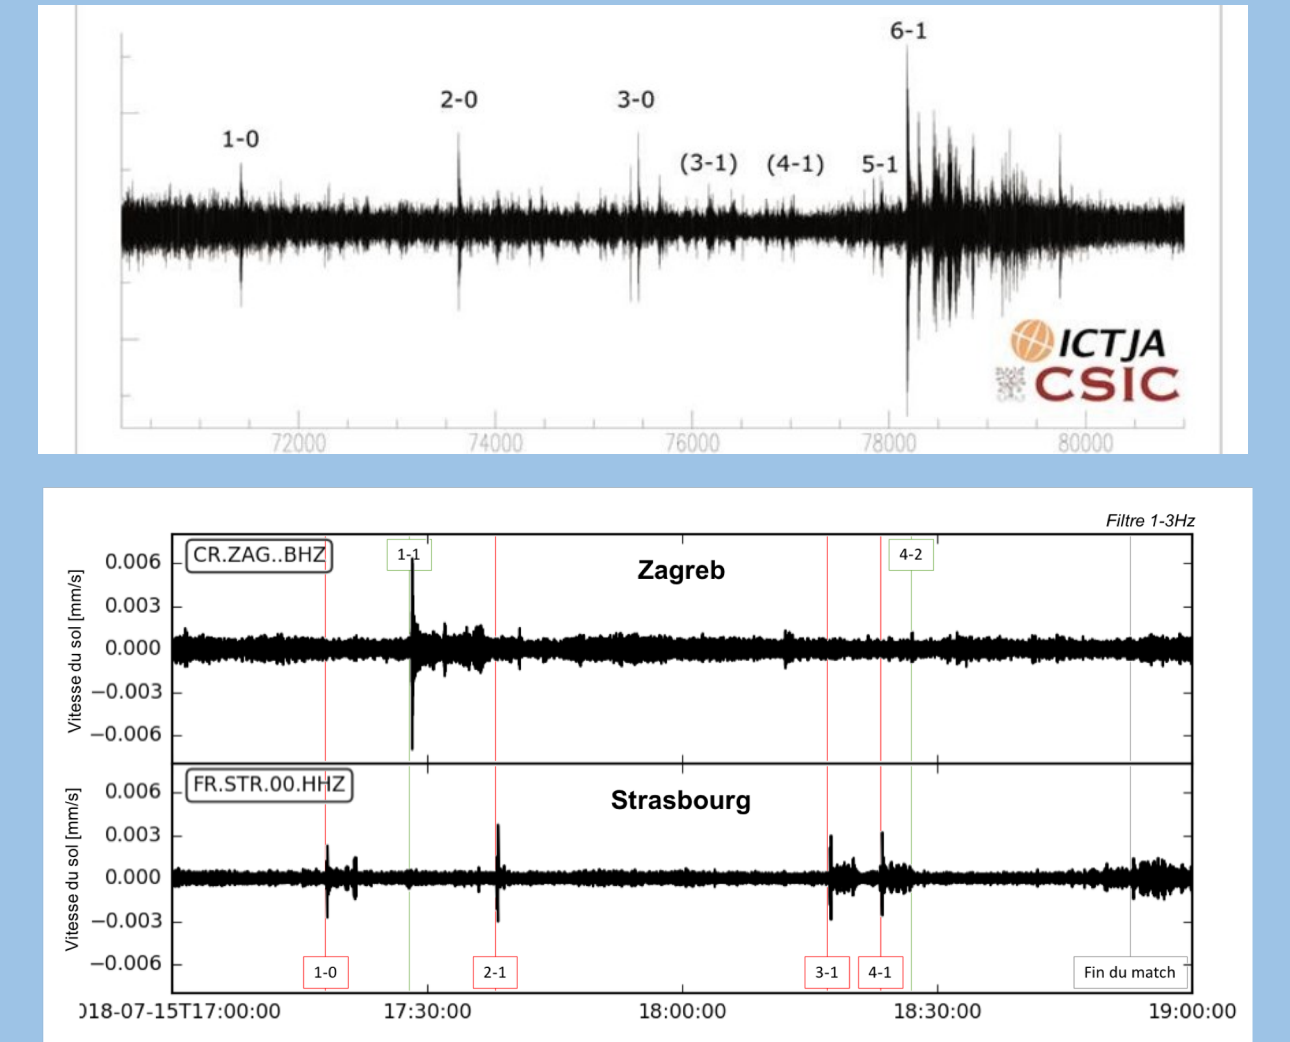 6-1
2-0
3-0
1-0
(3-1)
(4-1)
5-1
ICTJA
CSIC
72000
74000
76000
78000
80000
Filtre 1-3Hz
CR.ZAG..BHZ
1-1
Zagreb
4-2
Vitesse du sol [mm/s]
0.006
0.003
0.000
−0.003
−0.006
FR.STR.00.HHZ
Strasbourg
Vitesse du sol [mm/s]
0.006
0.003
0.000
−0.003
−0.006
1-0
2-1
3-1
4-1
Fin du match
018-07-15T17:00:00
17:30:00
18:00:00
18:30:00
19:00:00